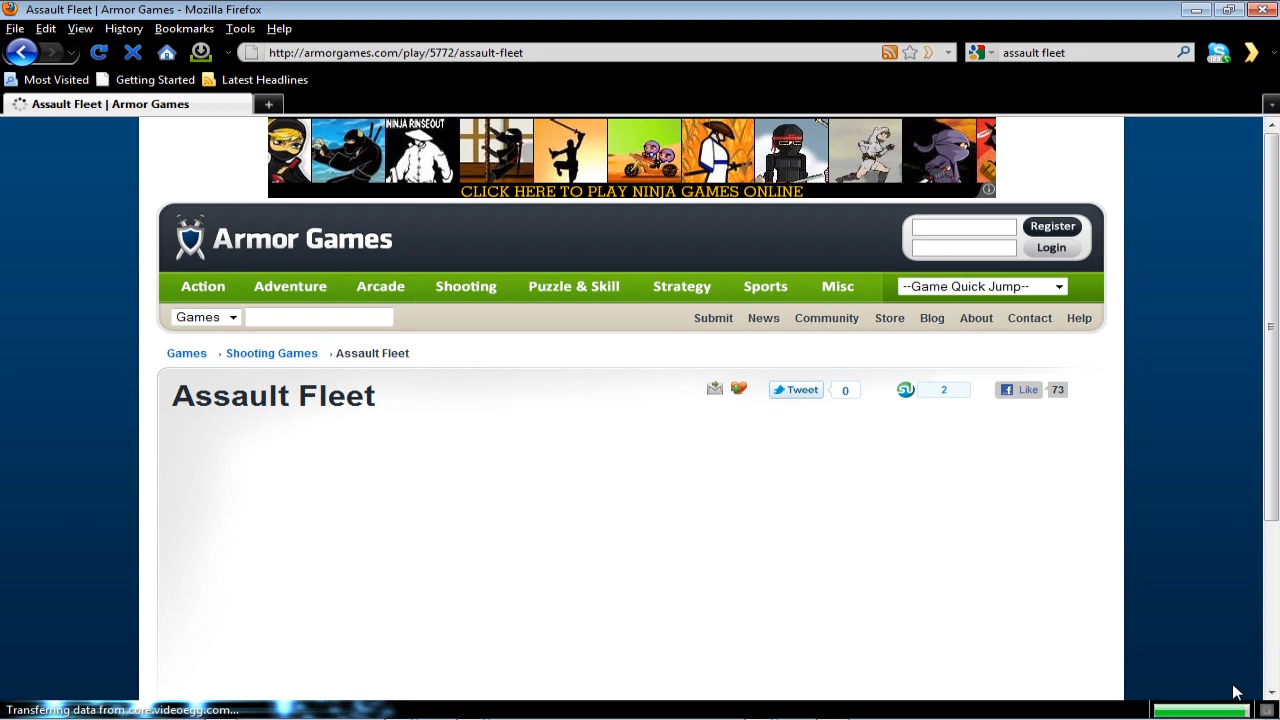 Assault Fleet | Armor Games - Mozilla Firefox
File Edit View History Bookmarks Tools Help
http://armorgames.com/play/5772/assault-fleet assault fleet
Most Visited Getting Started Latest Headlines
Assault Fleet | Armor Games
NINJA RINSEOUT
CLICK HERE TO PLAY NINJA GAMES ONLINE
Armor Games
Register
Login
Action Adventure Arcade Shooting Puzzle & Skill Strategy Sports Misc --Game Quick Jump--
Games Submit News Community Store Blog About Contact Help
Games › Shooting Games › Assault Fleet
Assault Fleet
Tweet 0 2 Like 73
Transferring data from core.videoegg.com...